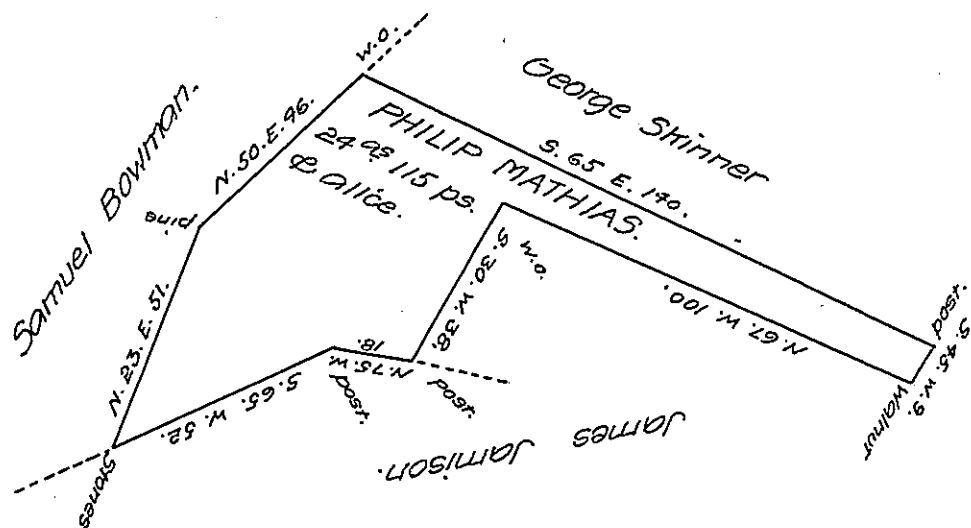 W.O.
George Skinner
Samuel Bowman.
N. 50. E. 46.
PHILIP MATHIAS.
24 as 115 ps.
& allce.
S. 65 E. 170.
pine
N. 23. E. 51.
W.O.
S. 30. W. 38.
N. 67. W. 100.
post
S. 45. W. 9.
Walnut
N. 75. W.
18.
post
post
S. 65. W. 52.
Stones
James
Jamison.